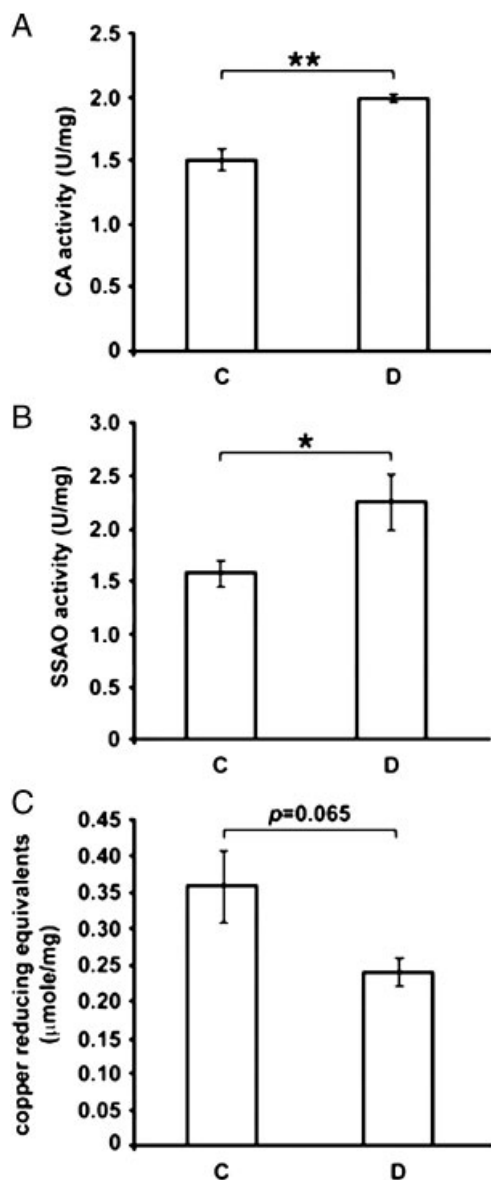 A
CA activity (U/mg)
2.5
2.0
1.5
1.0
0.5
0
**
C D
B
SSAO activity (U/mg)
3.0
2.5
2.0
1.5
1.0
0.5
0
*
C D
C
copper reducing equivalents
(μmole/mg)
0.45
0.40
0.35
0.30
0.25
0.20
0.15
0.10
0.05
0
p=0.065
C D